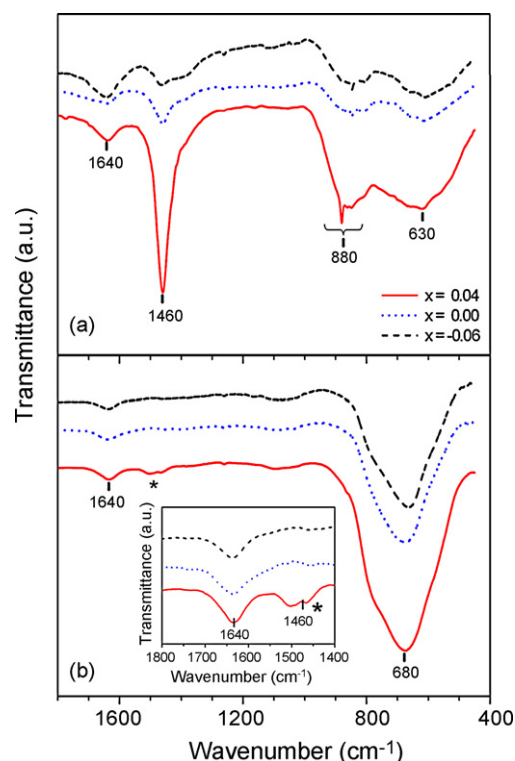 Transmittance (a.u.)
1640
1460
880
630
(a)
x = 0.04
x = 0.00
x = -0.06
1640
*
680
(b)
Transmittance (a.u.)
1640
1460
*
1800 1700 1600 1500 1400
Wavenumber (cm-1)
1600 1200 800 400
Wavenumber (cm-1)